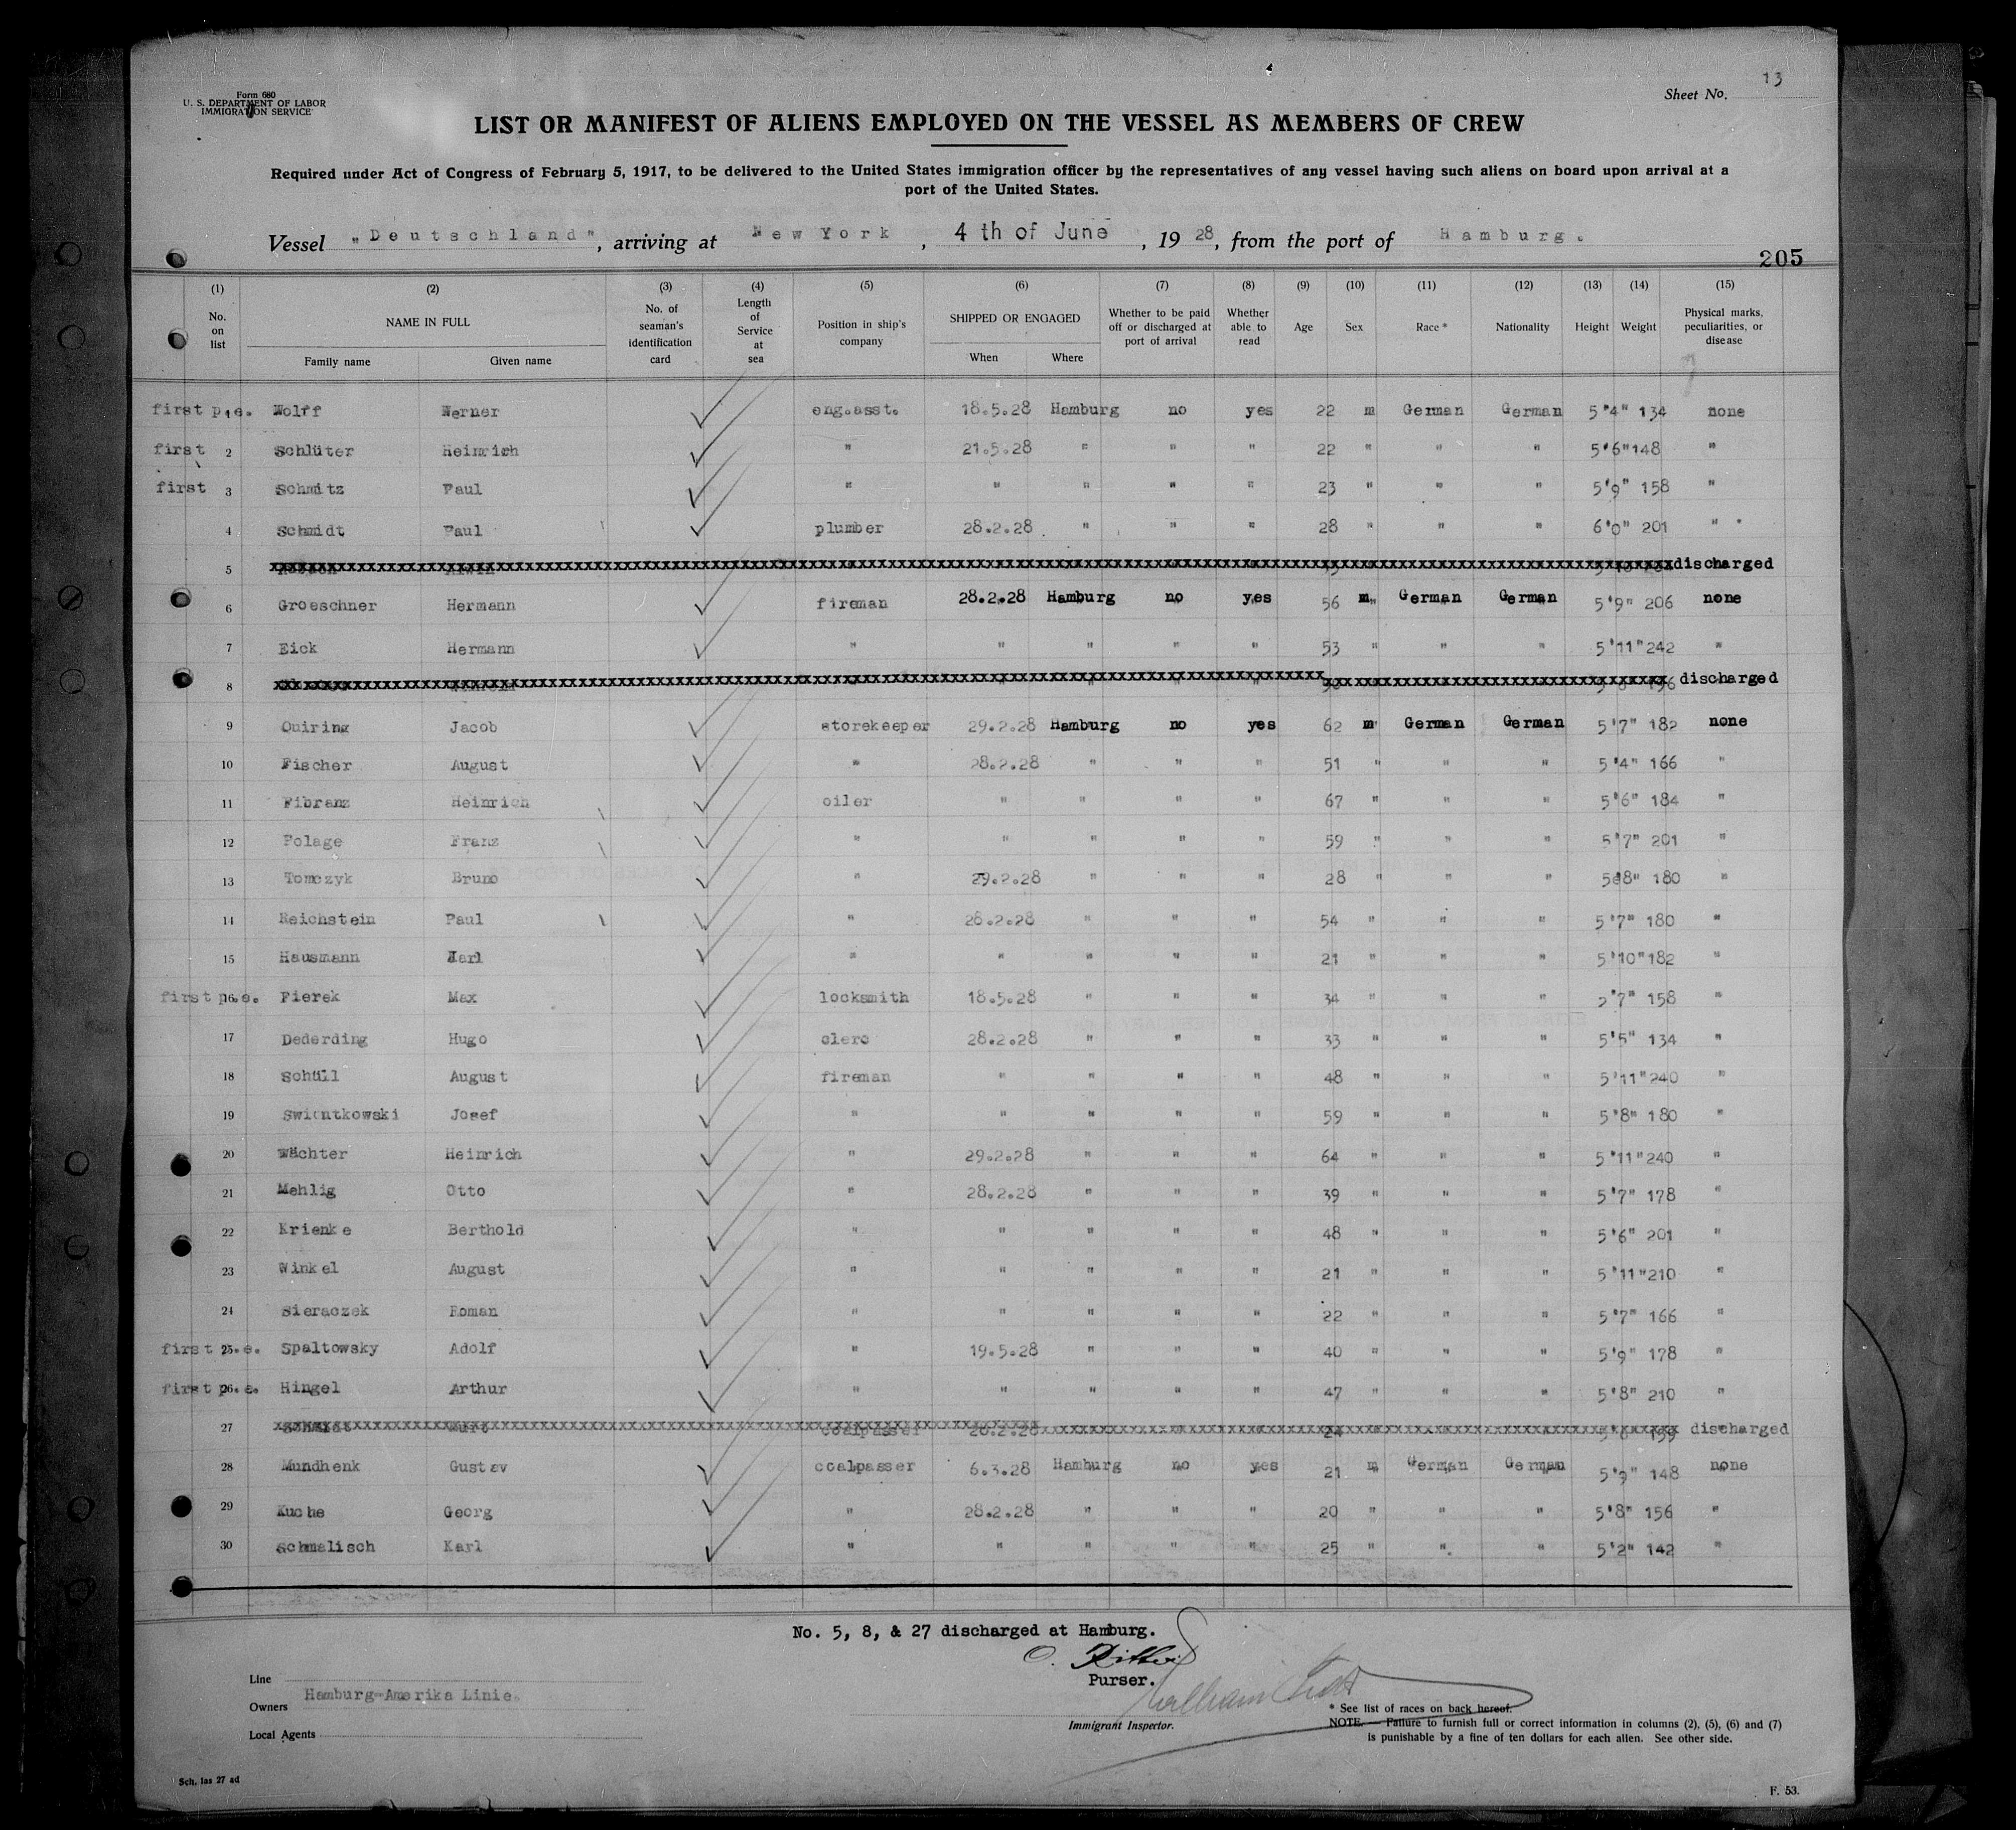 13
Form 680
U. S. DEPARTMENT OF LABOR
IMMIGRATION SERVICE
Sheet No.
LIST OR MANIFEST OF ALIENS EMPLOYED ON THE VESSEL AS MEMBERS OF CREW
Required under Act of Congress of February 5, 1917, to be delivered to the United States immigration officer by the representatives of any vessel having such aliens on board upon arrival at a
port of the United States.
Vessel „Deutschland", arriving at New York, 4 th of June, 1928, from the port of Hamburg.
205
(1) (2) (3) (4) (5) (6) (7) (8) (9) (10) (11) (12) (13) (14) (15)
No. on list NAME IN FULL Family name Given name No. of seaman's identification card Length of Service at sea Position in ship's company SHIPPED OR ENGAGED When Where Whether to be paid off or discharged at port of arrival Whether able to read Age Sex Race * Nationality Height Weight Physical marks, peculiarities, or disease
first p.e. 1 Wolff Werner eng.asst. 18.5.28 Hamburg no yes 22 m German German 5'4" 134 none
first 2 Schlüter Heinrich " 21.5.28 " " " 22 " " " 5'6" 148 "
first 3 Schmitz Paul " " " " " 23 " " " 5'9" 158 "
4 Schmidt Paul plumber 28.2.28 " " " 28 " " " 6'0" 201 "
5 discharged
6 Groeschner Hermann fireman 28.2.28 Hamburg no yes 56 m German German 5'9" 206 none
7 Eick Hermann " " " " " 53 " " " 5'11" 242 "
8 discharged
9 Quiring Jacob storekeeper 29.2.28 Hamburg no yes 62 m German German 5'7" 182 none
10 Fischer August " 28.2.28 " " " 51 " " " 5'4" 166 "
11 Fibranz Heinrich oiler " " " " 67 " " " 5'6" 184 "
12 Polage Franz " " " " " 59 " " " 5'7" 201 "
13 Tomczyk Bruno " 29.2.28 " " " 28 " " " 5'8" 180 "
14 Reichstein Paul " 28.2.28 " " " 54 " " " 5'7" 180 "
15 Hausmann Karl " " " " " 21 " " " 5'10" 182 "
first p.e. 16 Fierek Max locksmith 18.5.28 " " " 34 " " " 5'7" 158 "
17 Dederding Hugo clerc 28.2.28 " " " 33 " " " 5'5" 134 "
18 Schüll August fireman " " " " 48 " " " 5'11" 240 "
19 Swientkowski Josef " " " " " 59 " " " 5'8" 180 "
20 Wächter Heinrich " 29.2.28 " " " 64 " " " 5'11" 240 "
21 Mehlig Otto " 28.2.28 " " " 39 " " " 5'7" 178 "
22 Krienke Berthold " " " " " 48 " " " 5'6" 201 "
23 Winkel August " " " " " 21 " " " 5'11" 210 "
24 Sieraczek Roman " " " " " 22 " " " 5'7" 166 "
first p.e. 25 Spaltowsky Adolf " 19.5.28 " " " 40 " " " 5'9" 178 "
first p.e. 26 Hingel Arthur " " " " " 47 " " " 5'8" 210 "
27 Schmidt Kurt coalpasser 28.2.28 24 discharged
28 Mundhenk Gustav coalpasser 6.3.28 Hamburg no yes 21 m German German 5'9" 148 none
29 Kuche Georg " 28.2.28 " " " 20 " " " 5'8" 156 "
30 Schmalisch Karl " " " " " 25 " " " 5'2" 142 "
No. 5, 8, & 27 discharged at Hamburg.
Purser.
Line
Owners Hamburg-Amerika Linie.
Local Agents
Immigrant Inspector.
* See list of races on back hereof.
NOTE.—Failure to furnish full or correct information in columns (2), (5), (6) and (7)
is punishable by a fine of ten dollars for each alien. See other side.
Sch. las 27 ad
F. 53.